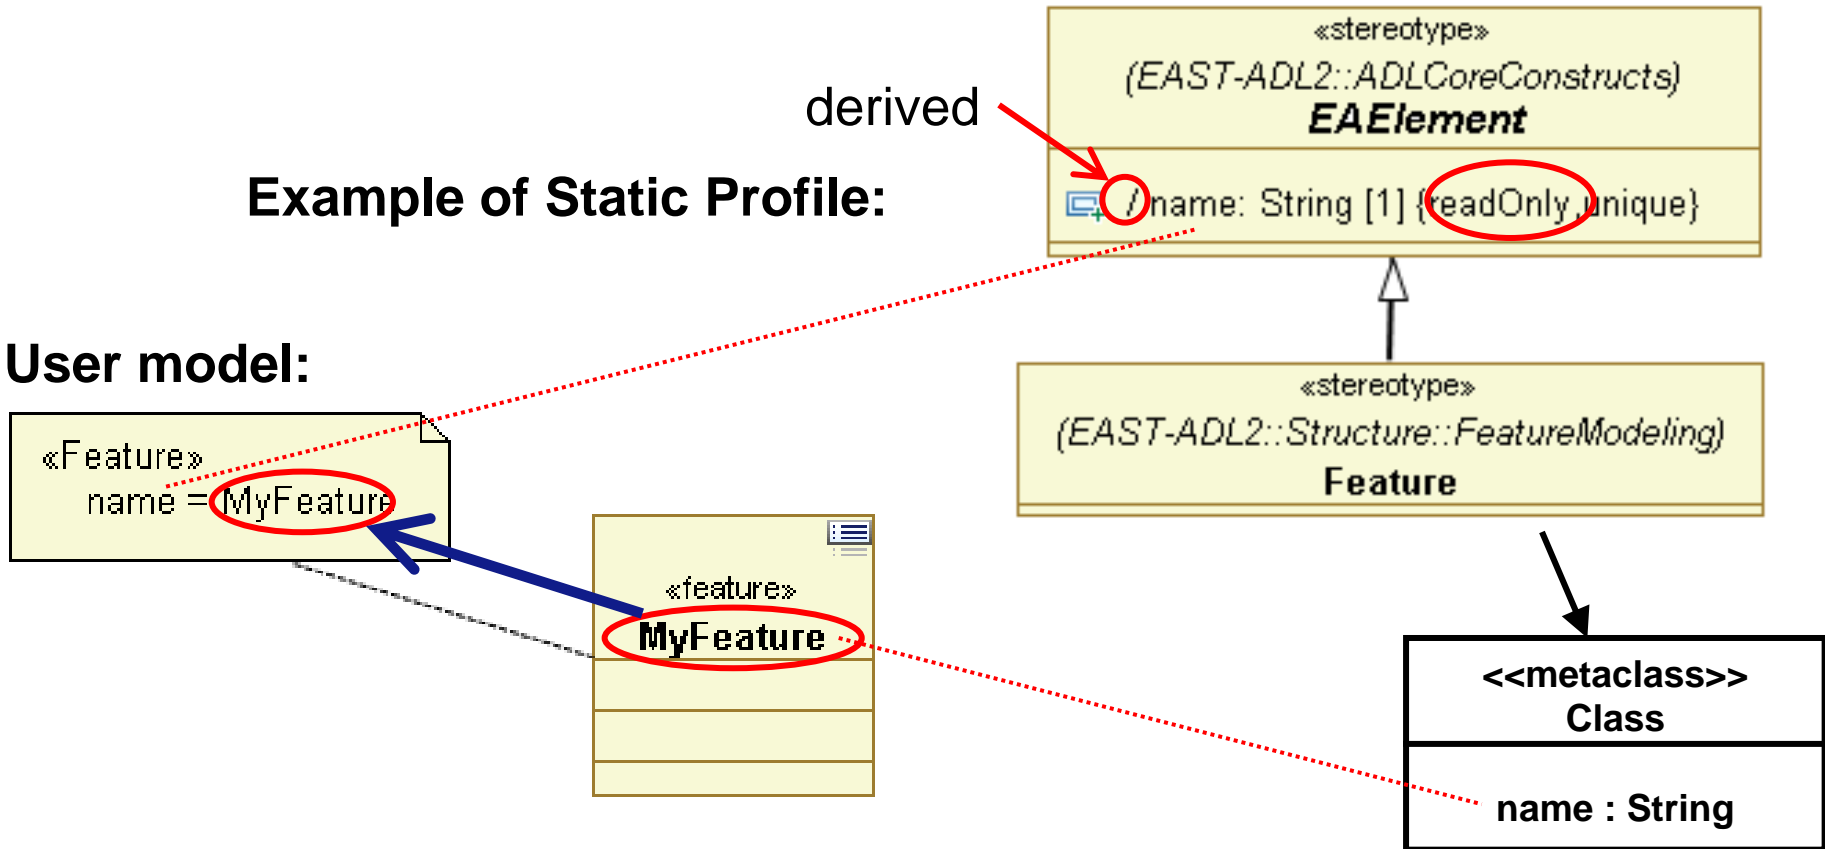 «stereotype»
(EAST-ADL2::ADLCoreConstructs)
EAElement
derived
/ name: String [1] {readOnly,unique}
Example of Static Profile:
User model:
«Feature»
name = MyFeature
«stereotype»
(EAST-ADL2::Structure::FeatureModeling)
Feature
«feature»
MyFeature
<<metaclass>>
Class
name : String